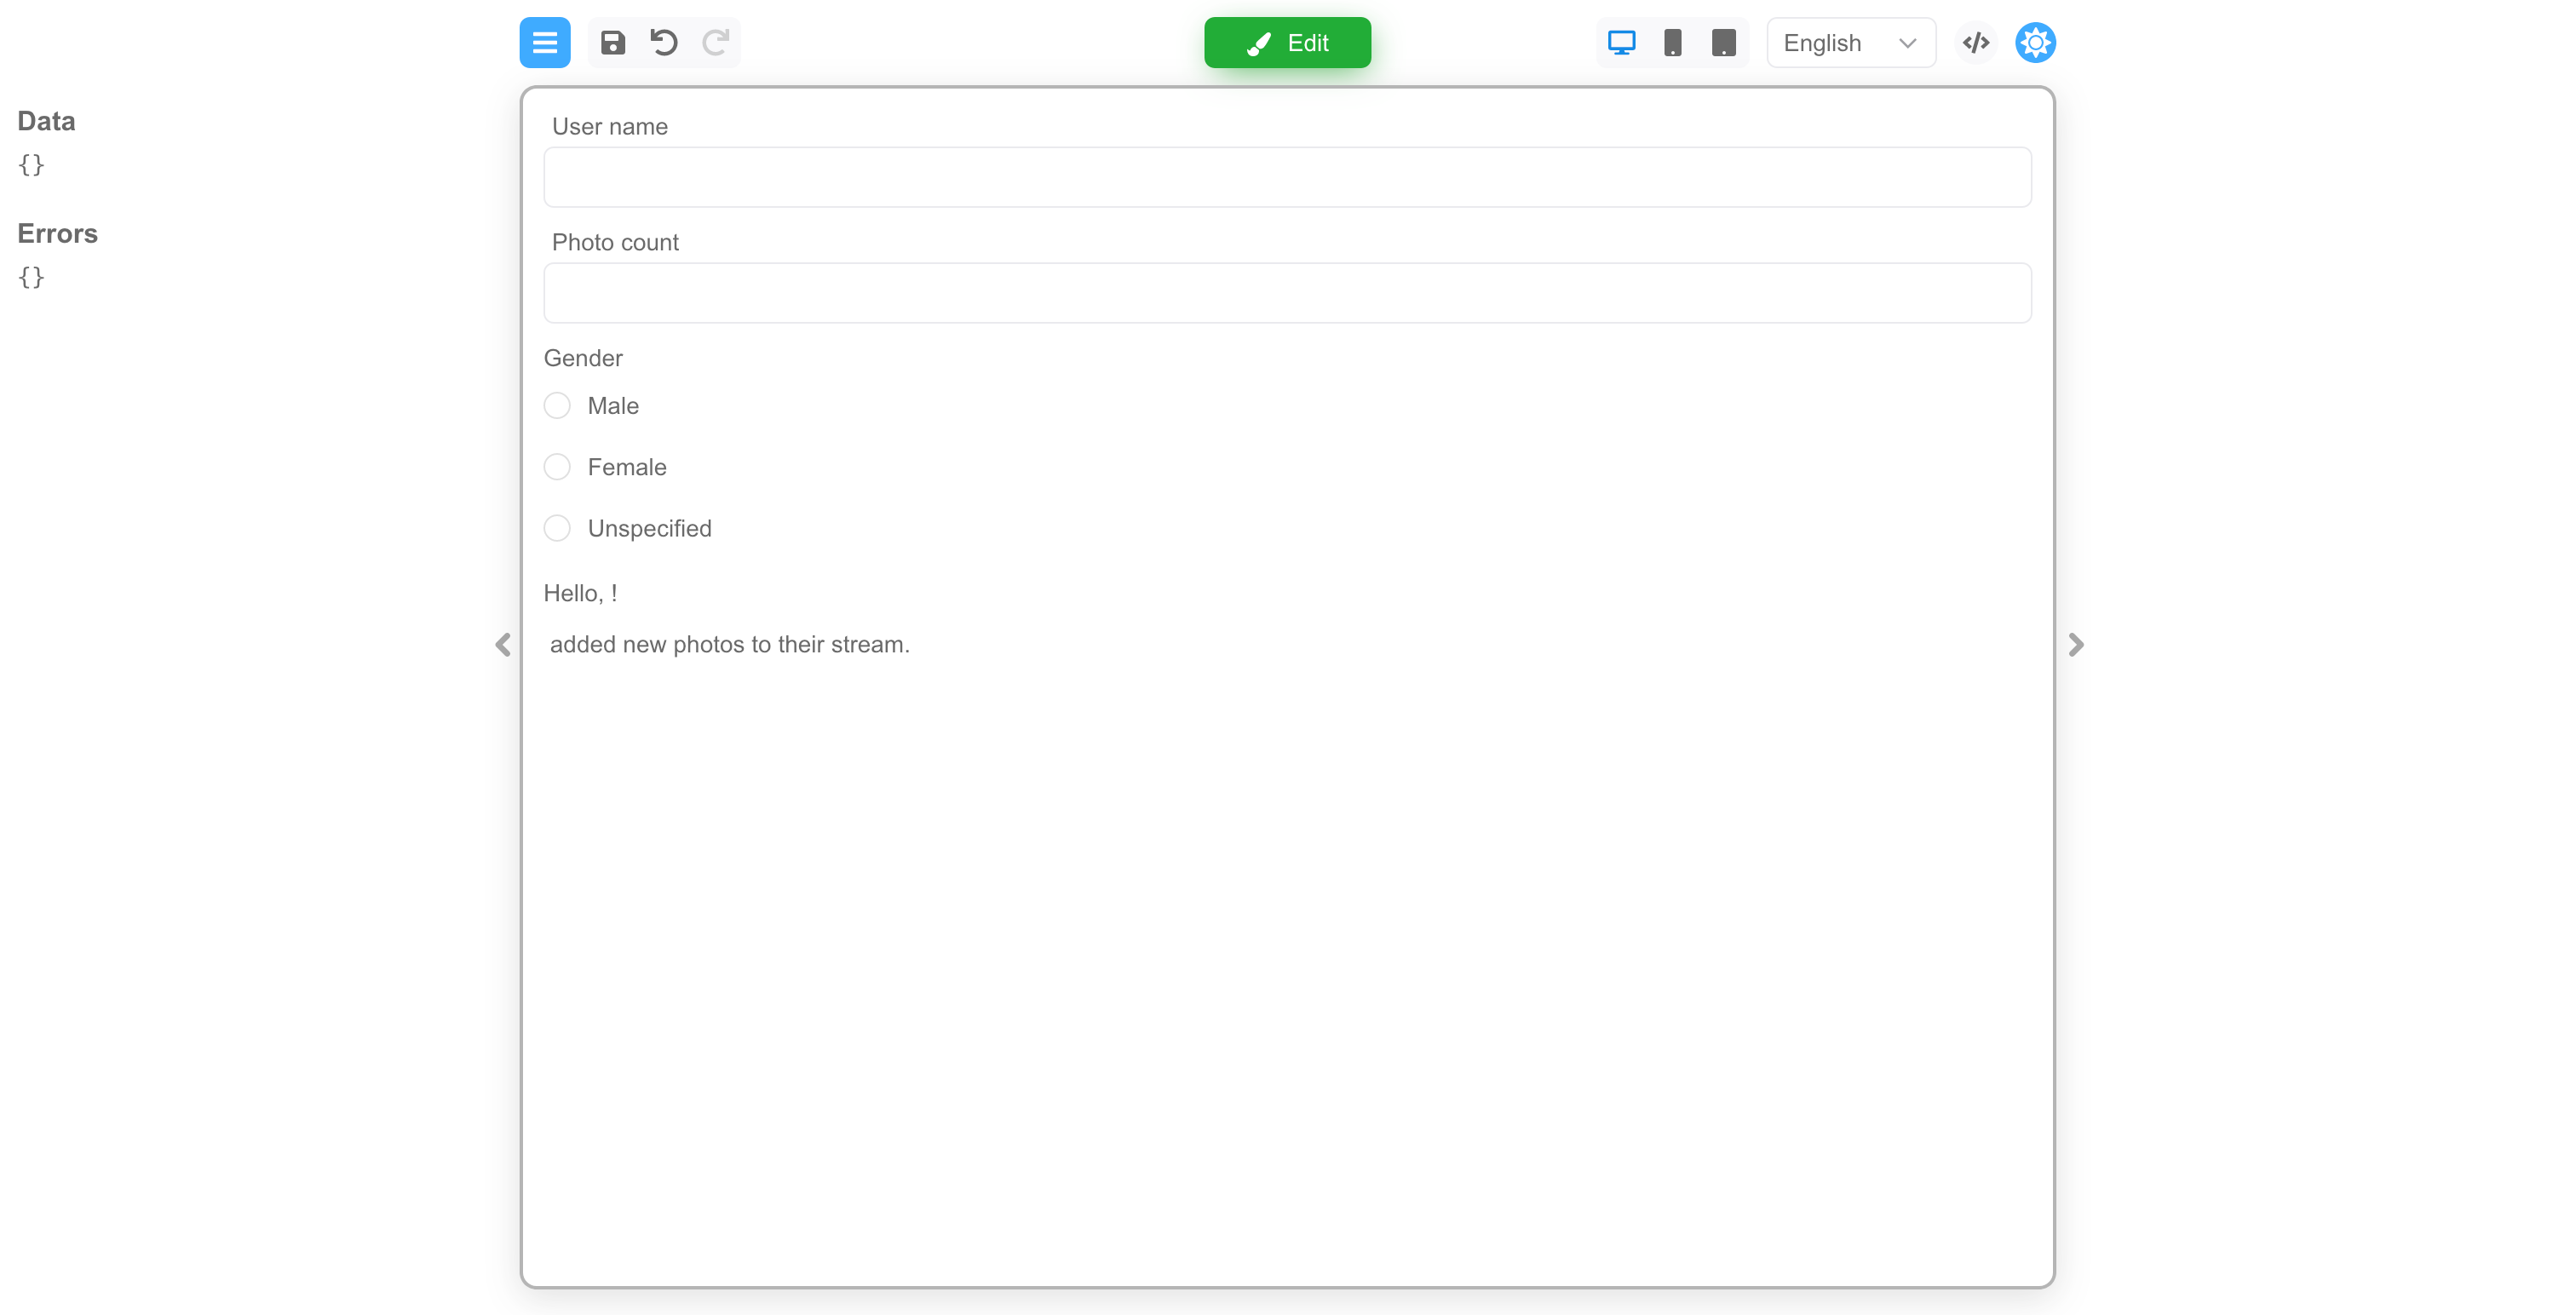 Edit
English
Data
{}
Errors
{}
User name
Photo count
Gender
Male
Female
Unspecified
Hello, !
added new photos to their stream.